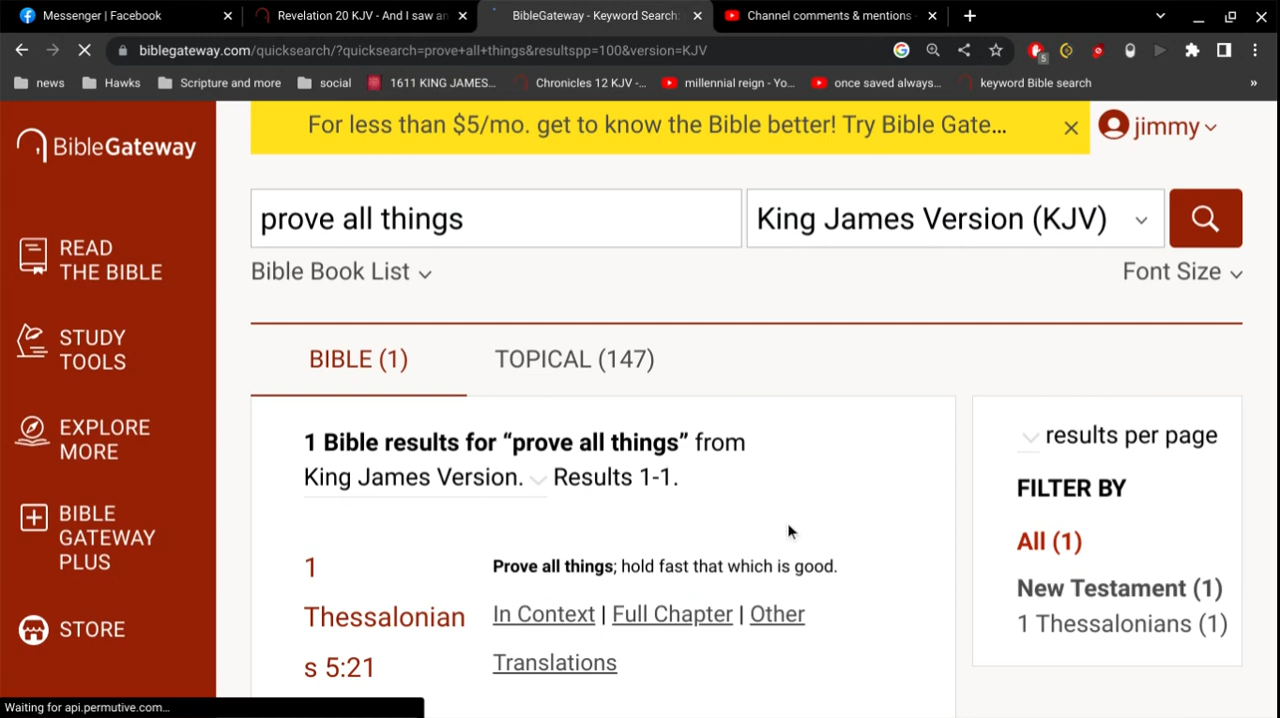 Messenger | Facebook
Revelation 20 KJV - And I saw an
BibleGateway - Keyword Search:
Channel comments & mentions -
biblegateway.com/quicksearch/?quicksearch=prove+all+things&resultspp=100&version=KJV
5
news
Hawks
Scripture and more
social
1611 KING JAMES...
Chronicles 12 KJV -...
millennial reign - Yo...
once saved always...
keyword Bible search
»
BibleGateway
For less than $5/mo. get to know the Bible better! Try Bible Gate...
jimmy
prove all things
King James Version (KJV)
Bible Book List
Font Size
READ
THE BIBLE
STUDY
TOOLS
EXPLORE
MORE
BIBLE
GATEWAY
PLUS
STORE
BIBLE (1)
TOPICAL (147)
1 Bible results for “prove all things” from
King James Version. Results 1-1.
1
Thessalonian
s 5:21
Prove all things; hold fast that which is good.
In Context | Full Chapter | Other
Translations
results per page
FILTER BY
All (1)
New Testament (1)
1 Thessalonians (1)
Waiting for api.permutive.com...